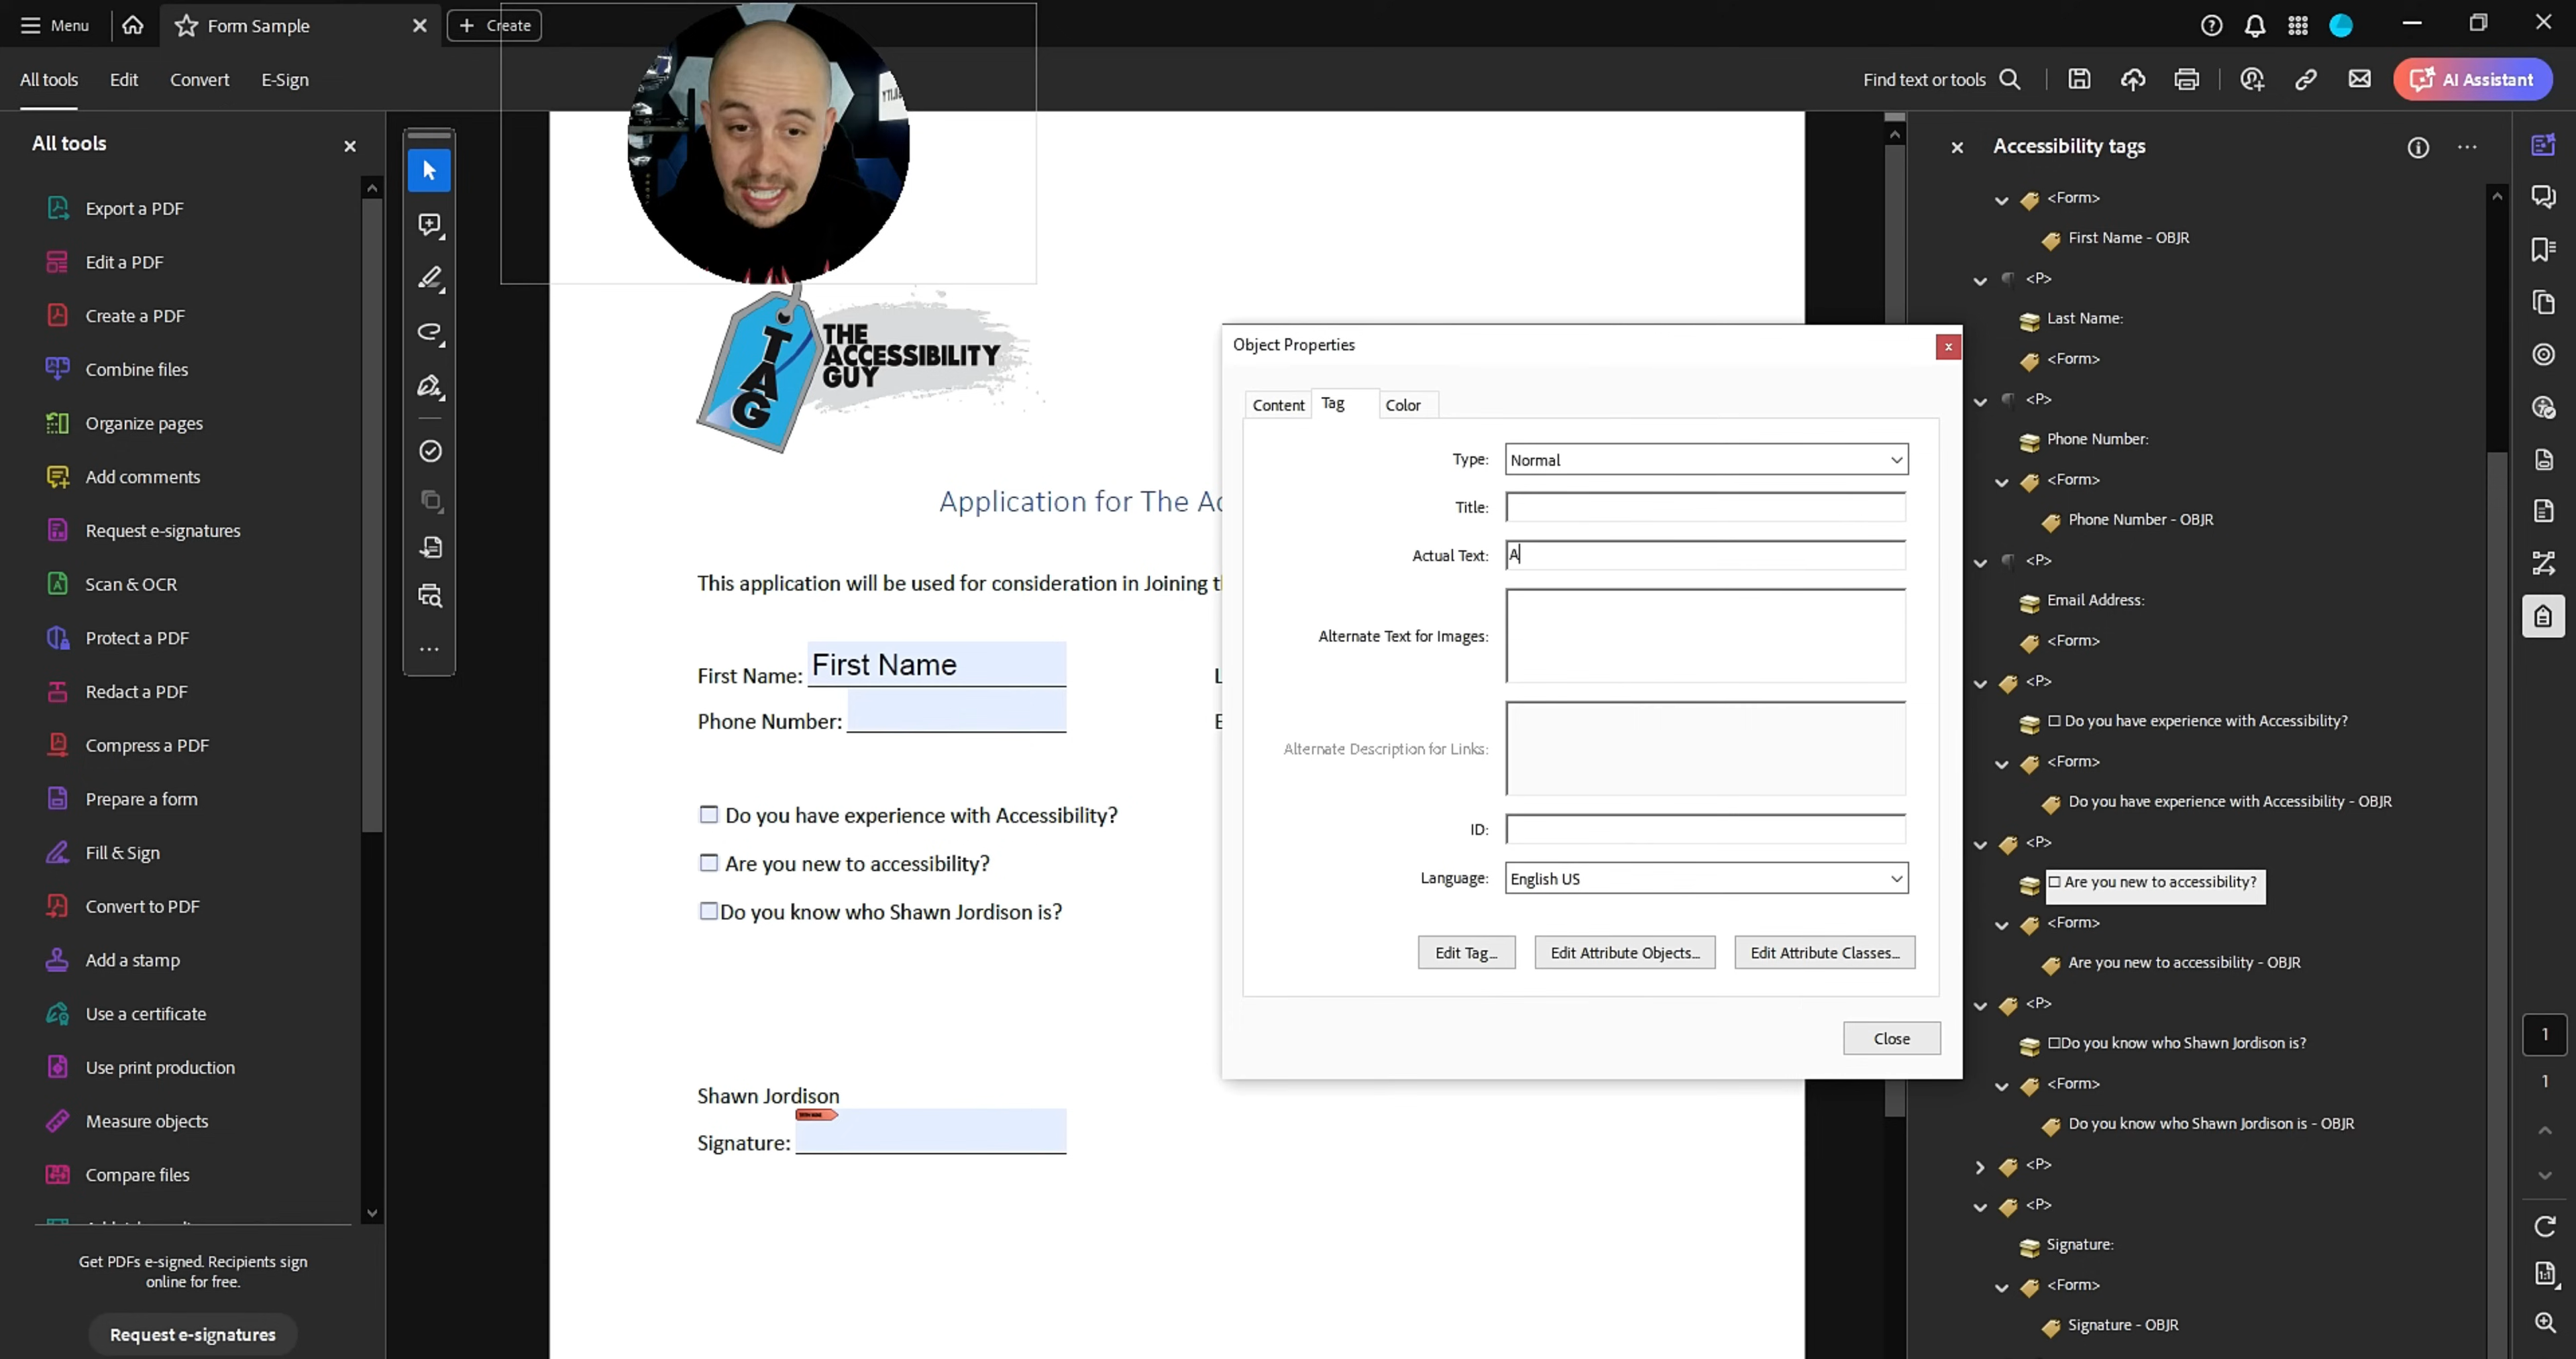 Menu
Form Sample
Create
All tools
Edit
Convert
E-Sign
Find text or tools
AI Assistant
All tools
Export a PDF
Edit a PDF
Create a PDF
Combine files
Organize pages
Add comments
Request e-signatures
Scan & OCR
Protect a PDF
Redact a PDF
Compress a PDF
Prepare a form
Fill & Sign
Convert to PDF
Add a stamp
Use a certificate
Use print production
Measure objects
Compare files
Get PDFs e-signed. Recipients sign
online for free.
Request e-signatures
TAG
THE
ACCESSIBILITY
GUY
Application for The Ac
This application will be used for consideration in Joining t
First Name: First Name
Phone Number:
Do you have experience with Accessibility?
Are you new to accessibility?
Do you know who Shawn Jordison is?
Shawn Jordison
Signature:
Object Properties
Content
Tag
Color
Type: Normal
Title:
Actual Text: A
Alternate Text for Images:
Alternate Description for Links:
ID:
Language: English US
Edit Tag...
Edit Attribute Objects...
Edit Attribute Classes...
Close
Accessibility tags
<Form>
First Name - OBJR
<P>
Last Name:
<Form>
<P>
Phone Number:
<Form>
Phone Number - OBJR
<P>
Email Address:
<Form>
<P>
☐ Do you have experience with Accessibility?
<Form>
Do you have experience with Accessibility - OBJR
<P>
☐ Are you new to accessibility?
<Form>
Are you new to accessibility - OBJR
<P>
☐Do you know who Shawn Jordison is?
<Form>
Do you know who Shawn Jordison is - OBJR
<P>
<P>
Signature:
<Form>
Signature - OBJR
1
1